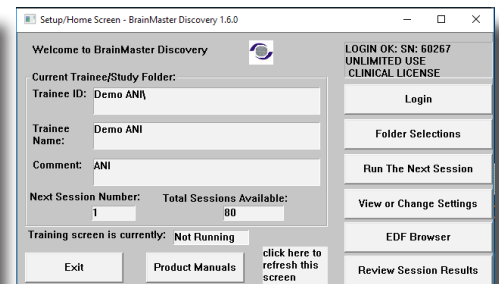 Setup/Home Screen - BrainMaster Discovery 1.6.0
Welcome to BrainMaster Discovery
LOGIN OK: SN: 60267
UNLIMITED USE
CLINICAL LICENSE
Current Trainee/Study Folder:
Trainee ID: Demo ANI\
Trainee Name: Demo ANI
Comment: ANI
Next Session Number: Total Sessions Available:
1 80
Training screen is currently: Not Running
Exit
Product Manuals
click here to
refresh this
screen
Login
Folder Selections
Run The Next Session
View or Change Settings
EDF Browser
Review Session Results